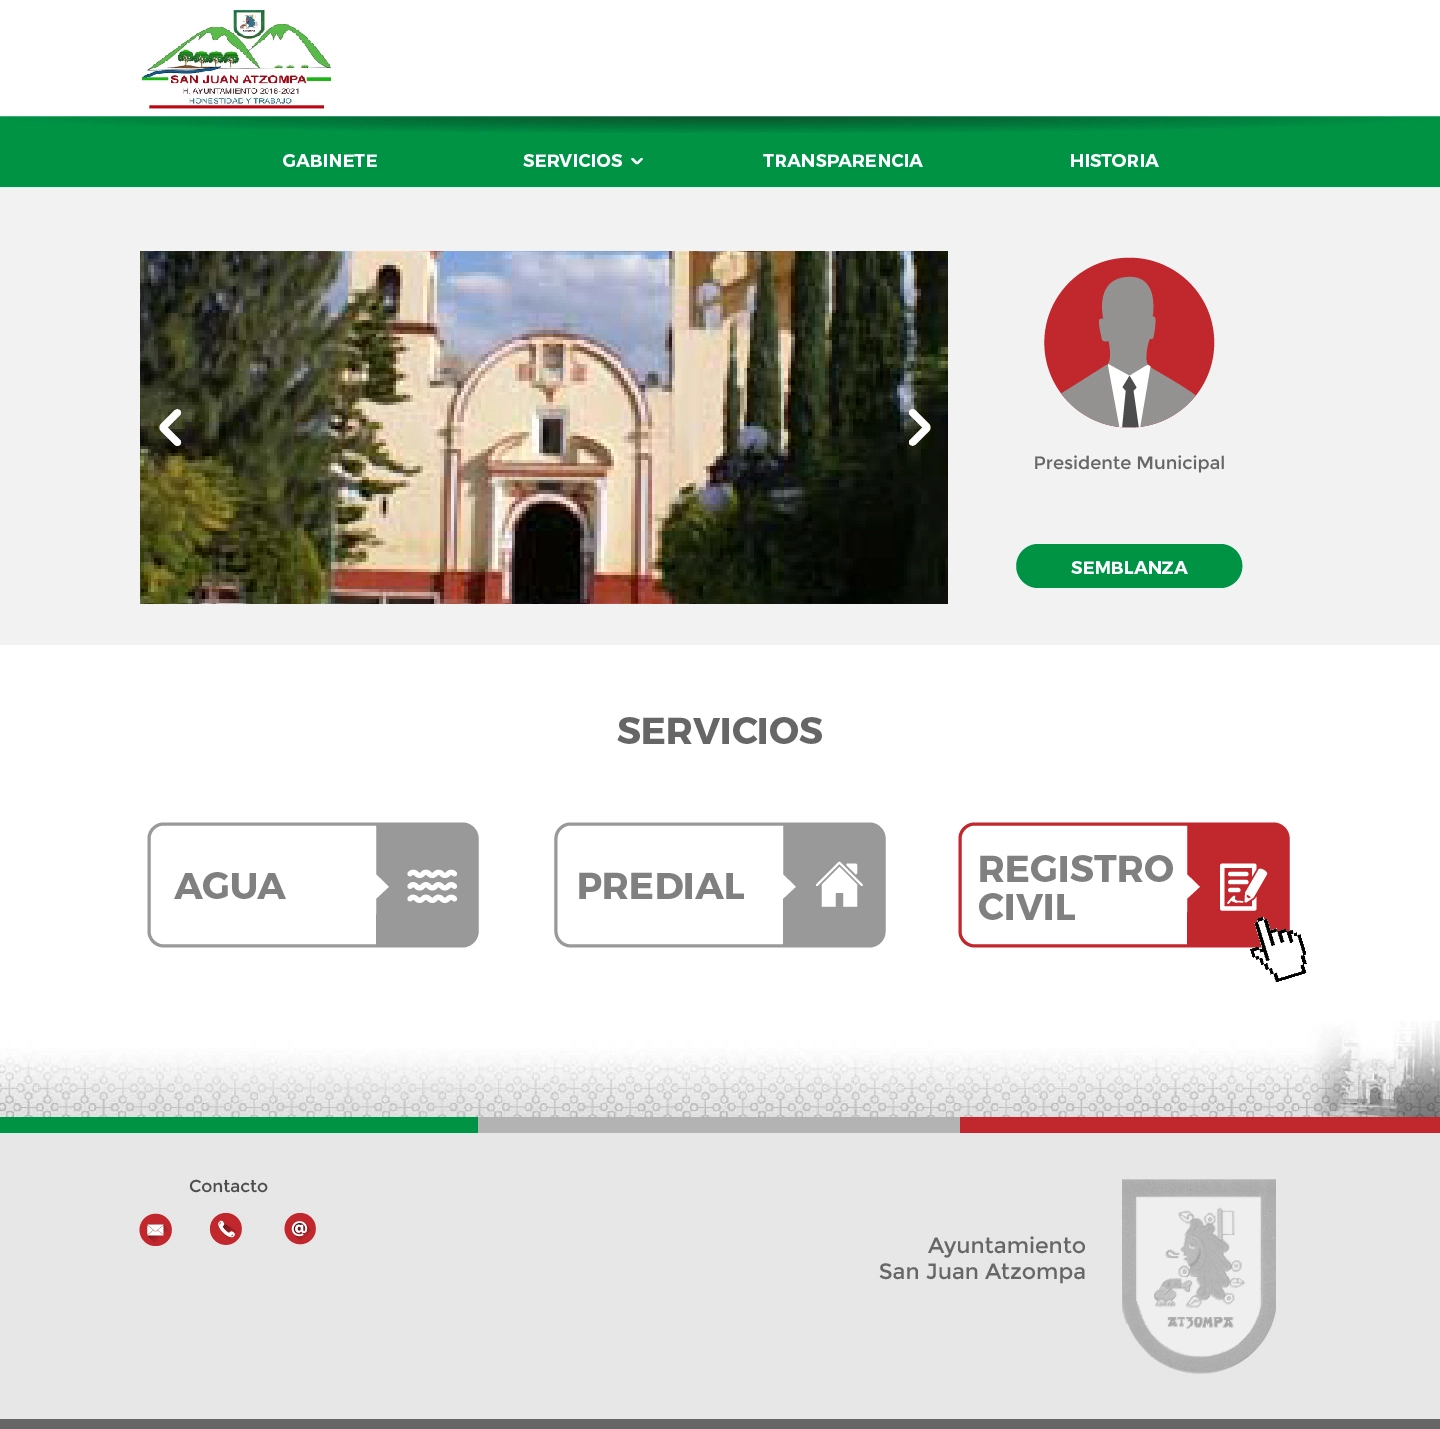 SAN JUAN ATZOMPA
H. AYUNTAMIENTO 2018-2021
HONESTIDAD Y TRABAJO
GABINETE
SERVICIOS
TRANSPARENCIA
HISTORIA
Presidente Municipal
SEMBLANZA
SERVICIOS
AGUA
PREDIAL
REGISTRO
CIVIL
Contacto
@
Ayuntamiento
San Juan Atzompa
ATZOMPA